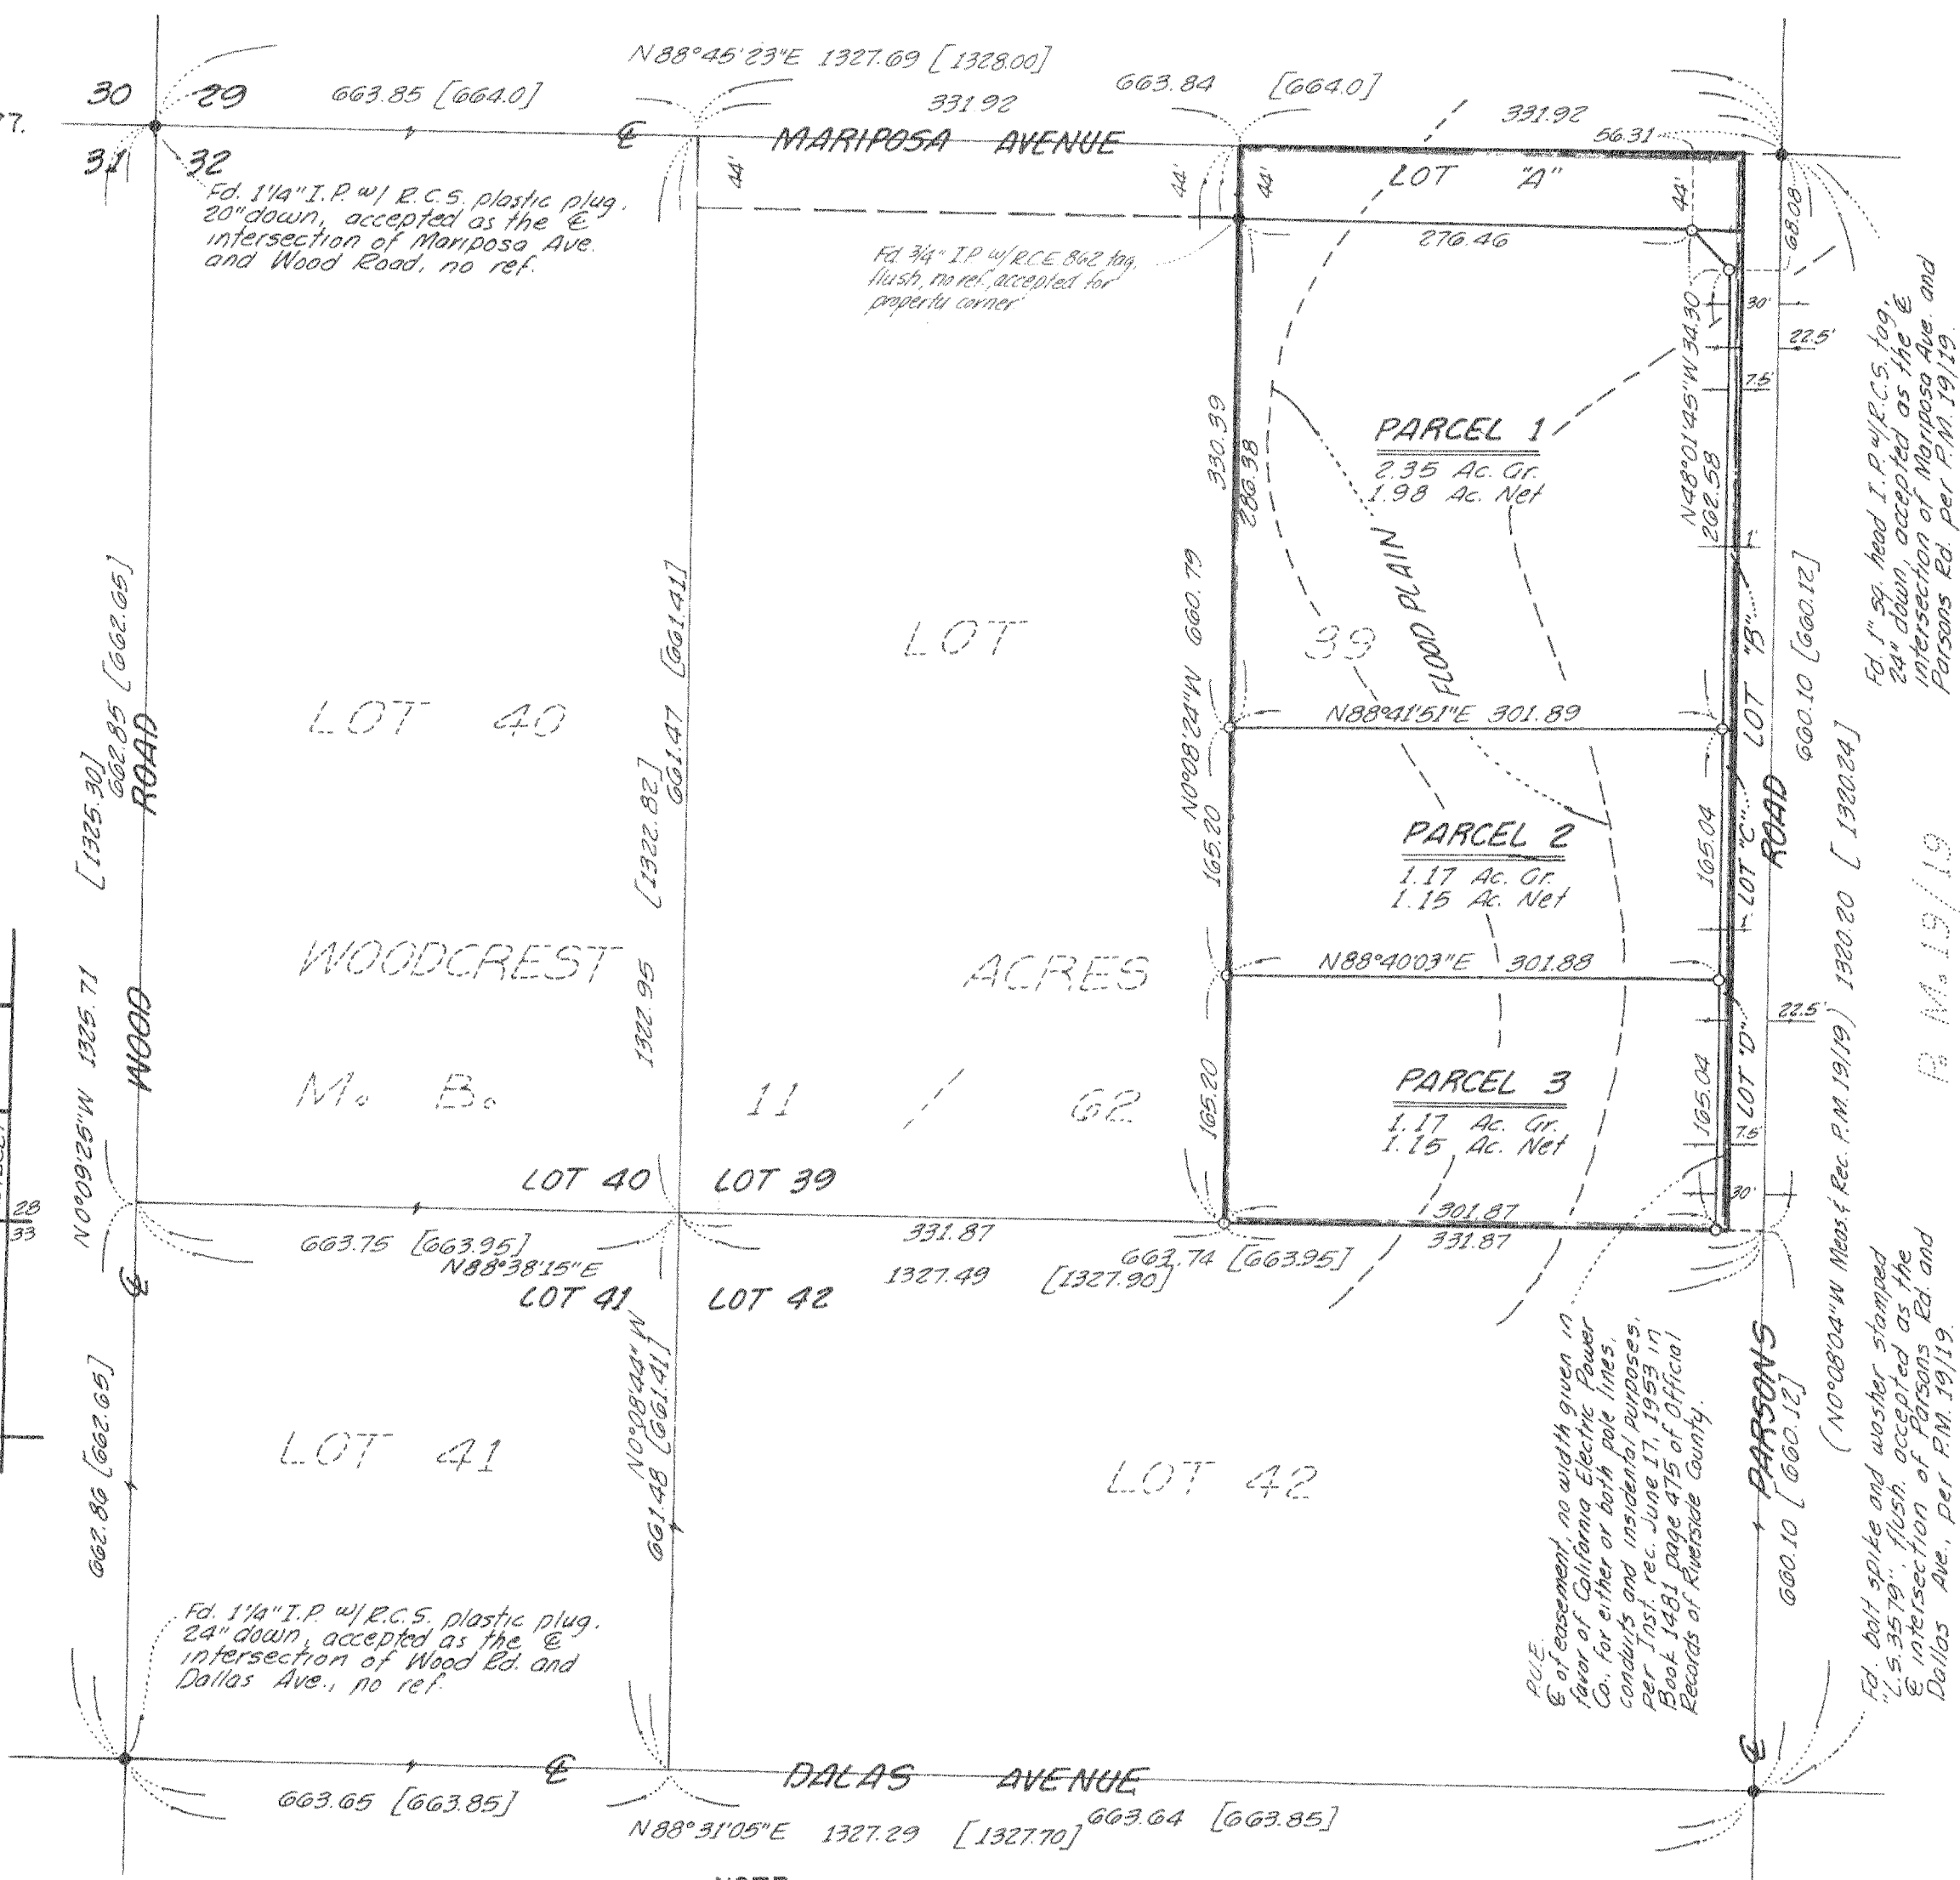 N88°45'23"E 1327.69 [1328.00]
663.85 [664.0]
331.92
663.84 [664.0]
331.92
56.31
30 29
31 32
7.
℄ MARIPOSA AVENUE
Fd. 1 1/4" I.P. w/ R.C.S. plastic plug.
20" down, accepted as the ℄
intersection of Mariposa Ave.
and Wood Road, no ref.
44'
44'
44'
44'
LOT "A"
276.46
68.08
Fd. 3/4" I.P. w/ R.C.E. 862 tag,
flush, no ref., accepted for
property corner
30'
22.5'
7.5'
N48°01'45"W 34.30
262.58
1'
330.39
286.38
PARCEL 1
2.35 Ac. Gr.
1.98 Ac. Net
FLOOD PLAIN
LOT 39
LOT "B"
Fd. 1" sq. head I.P. w/ R.C.S. tag,
24" down, accepted as the ℄
intersection of Mariposa Ave. and
Parsons Rd. per P.M. 19/19.
660.10 [660.12]
N0°08'24"W 660.79
N88°41'51"E 301.89
LOT 40
662.85 [662.65]
[1325.30]
WOOD ROAD
N0°09'25"W 1325.71
661.47 [661.41]
1322.95 [1322.82]
165.20
165.04
PARCEL 2
1.17 Ac. Gr.
1.15 Ac. Net
LOT "C"
1'
ROAD
P. M. 19/19
WOODCREST ACRES
M. B. 11 / 62
N88°40'03"E 301.88
22.5'
(N0°08'04"W Meas. & Rec. P.M. 19/19) 1320.20 [1320.24]
165.20
165.04
PARCEL 3
1.17 Ac. Gr.
1.15 Ac. Net
LOT "D"
7.5'
30'
28
33
LOT 40 LOT 39
663.75 [663.95]
N88°38'15"E
331.87
301.87
331.87
663.74 [663.95]
1327.49 [1327.90]
LOT 41 LOT 42
℄
662.86 [662.65]
N0°08'44"W
661.48 [661.41]
LOT 41
LOT 42
P.U.E.
℄ of easement, no width given in
favor of California Electric Power
Co., for either or both pole lines,
conduits and insidental purposes,
per Inst. rec. June 17, 1953 in
Book 1481 page 475 of Official
Records of Riverside County.
PARSONS
660.10 [660.12]
Fd. bolt spike and washer stamped
"L.S. 3579", flush. accepted as the
℄ intersection of Parsons Rd. and
Dallas Ave., per P.M. 19/19.
Fd. 1 1/4" I.P. w/ R.C.S. plastic plug.
24" down, accepted as the ℄
intersection of Wood Rd. and
Dallas Ave., no ref.
℄
℄ DALAS AVENUE
663.65 [663.85]
663.64 [663.85]
N88°31'05"E 1327.29 [1327.70]